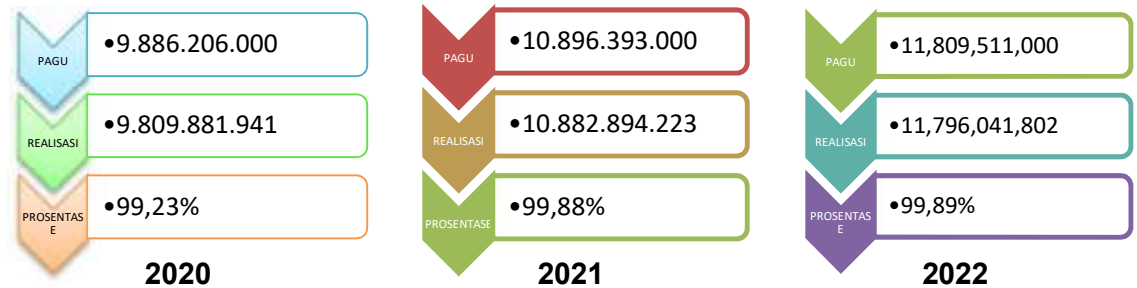 PAGU
•9.886.206.000
REALISASI
•9.809.881.941
PROSENTAS
E
•99,23%
2020
PAGU
•10.896.393.000
REALISASI
•10.882.894.223
PROSENTASE
•99,88%
2021
PAGU
•11,809,511,000
REALISASI
•11,796,041,802
PROSENTAS
E
•99,89%
2022